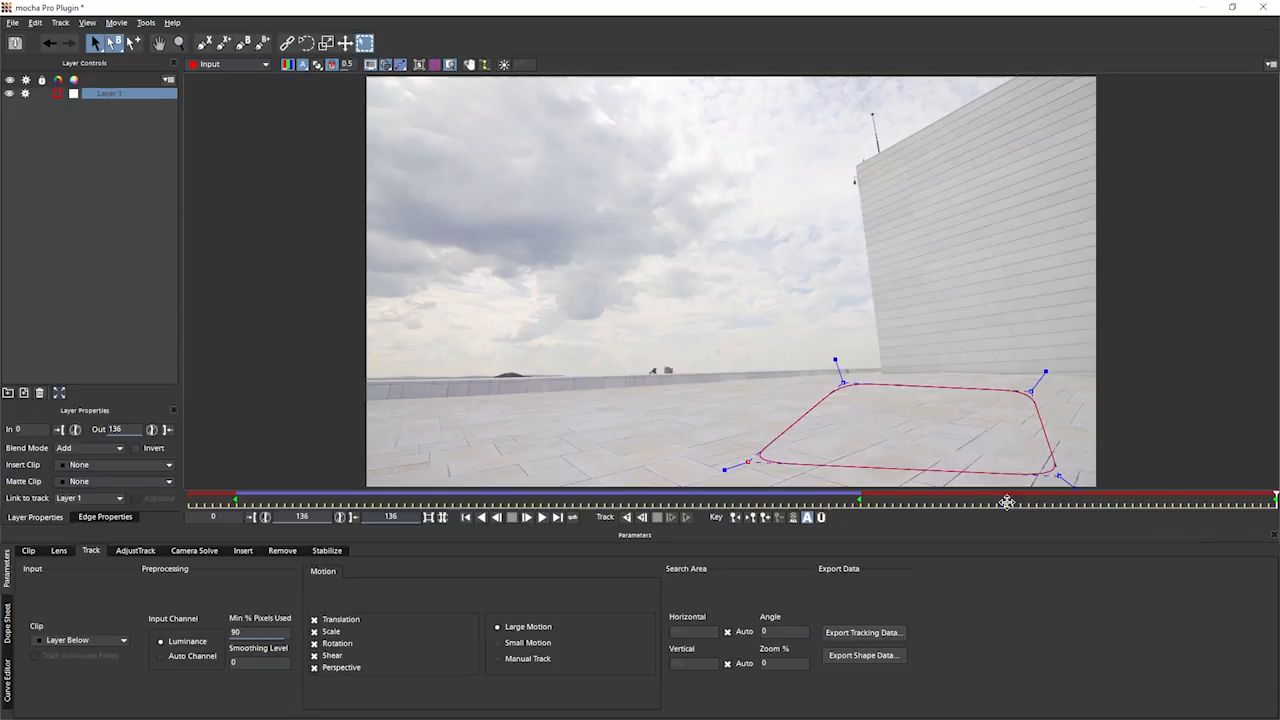 mocha Pro Plugin *
File Edit Track View Movie Tools Help
Layer Controls
Input 0.5
Layer 1
Layer Properties
In 0 Out 136
Blend Mode Add Invert
Insert Clip None
Matte Clip None
Link to track Layer 1 Adjustable
Layer Properties Edge Properties
0 136 136 Track Key
Parameters
Clip Lens Track AdjustTrack Camera Solve Insert Remove Stabilize
Parameters
Dope Sheet
Curve Editor
Input
Clip
Layer Below
Track Individual Fields
Preprocessing
Input Channel
Luminance
Auto Channel
Min % Pixels Used
90
Smoothing Level
0
Motion
Translation
Scale
Rotation
Shear
Perspective
Large Motion
Small Motion
Manual Track
Search Area
Horizontal Angle
Auto 0
Vertical Zoom %
Auto 0
Export Data
Export Tracking Data...
Export Shape Data...